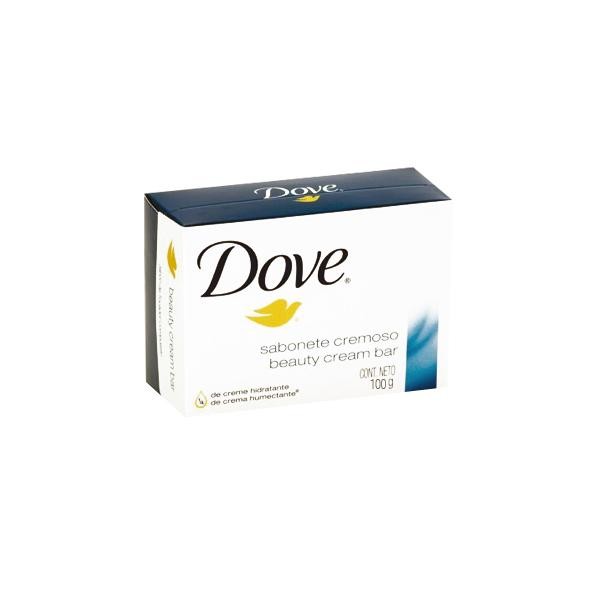 Dove®
Dove®
sabonete cremoso
beauty cream bar
CONT. NETO
100 g
¼ de creme hidratante
de crema humectante®
beauty cream bar